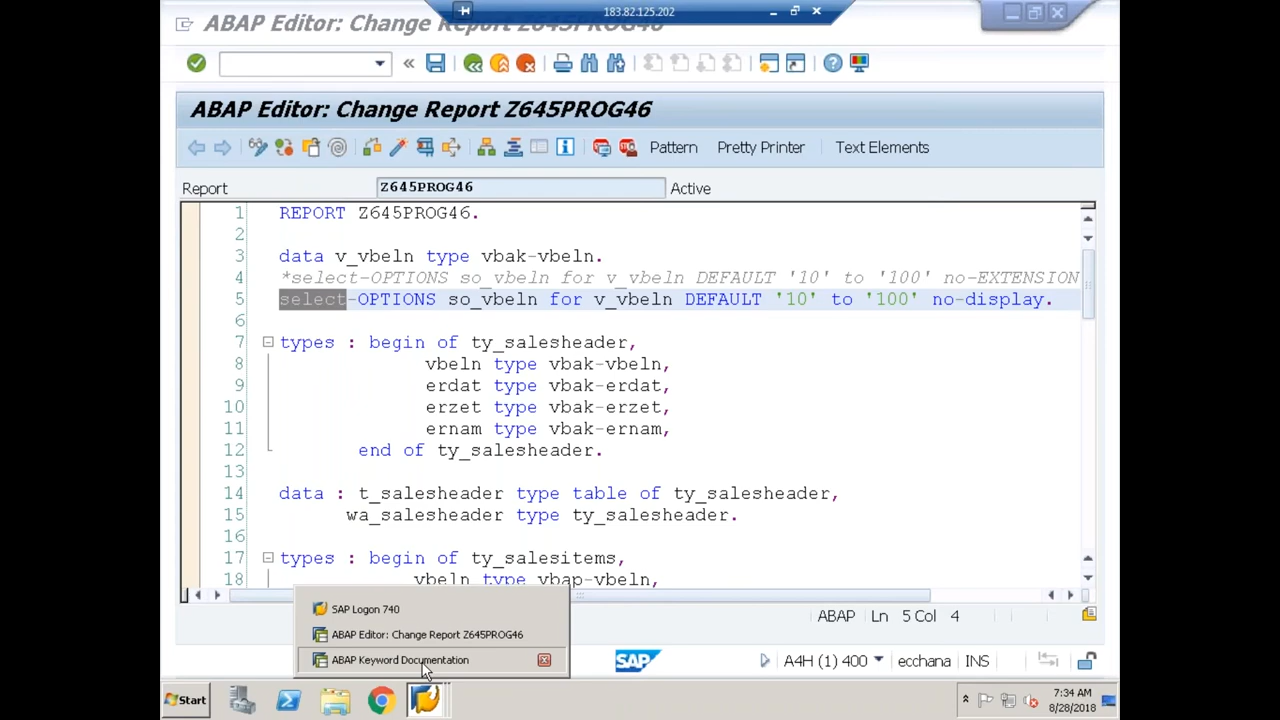 183.82.125.202
ABAP Editor: Change Report Z645PROG46
ABAP Editor: Change Report Z645PROG46
Pattern Pretty Printer Text Elements
Report Z645PROG46 Active
1 REPORT Z645PROG46.
2
3 data v_vbeln type vbak-vbeln.
4 *select-OPTIONS so_vbeln for v_vbeln DEFAULT '10' to '100' no-EXTENSION
5 select-OPTIONS so_vbeln for v_vbeln DEFAULT '10' to '100' no-display.
6
7 types : begin of ty_salesheader,
8 vbeln type vbak-vbeln,
9 erdat type vbak-erdat,
10 erzet type vbak-erzet,
11 ernam type vbak-ernam,
12 end of ty_salesheader.
13
14 data : t_salesheader type table of ty_salesheader,
15 wa_salesheader type ty_salesheader.
16
17 types : begin of ty_salesitems,
18 vbeln type vbap-vbeln,
SAP Logon 740
ABAP Editor: Change Report Z645PROG46
ABAP Keyword Documentation
ABAP Ln 5 Col 4
SAP A4H (1) 400 ecchana INS
Start
7:34 AM
8/28/2018